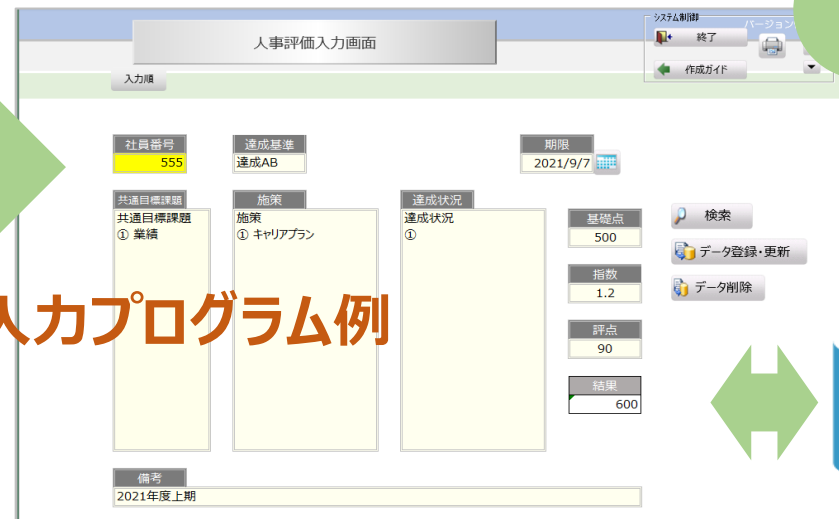 システム制御
バージョン
人事評価入力画面
終了
入力順
作成ガイド
社員番号
555
達成基準
達成AB
期限
2021/9/7
共通目標課題
共通目標課題
① 業績
施策
施策
① キャリアプラン
達成状況
達成状況
①
基礎点
500
指数
1.2
評点
90
結果
600
検索
データ登録・更新
データ削除
入力プログラム例
備考
2021年度上期